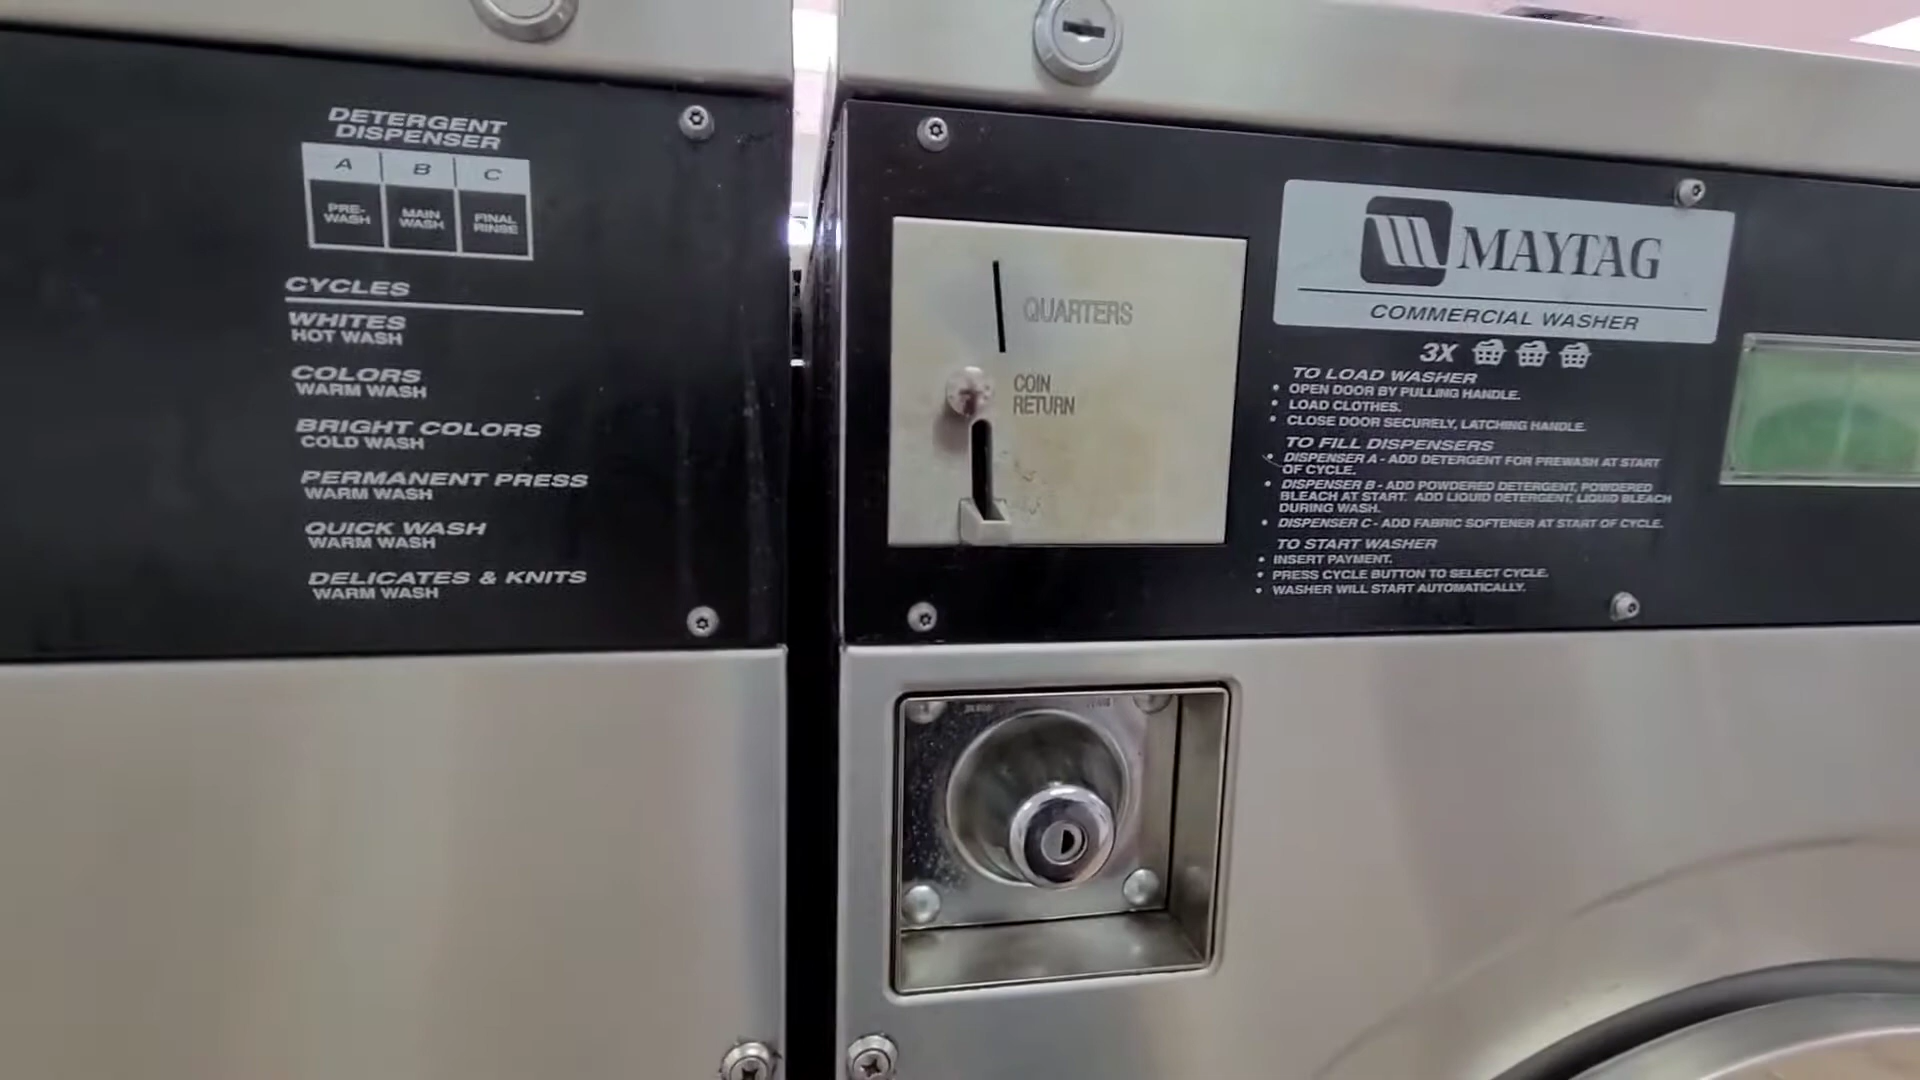 DETERGENT
DISPENSER
A B C
PRE-
WASH
MAIN
WASH
FINAL
RINSE
CYCLES
WHITES
HOT WASH
COLORS
WARM WASH
BRIGHT COLORS
COLD WASH
PERMANENT PRESS
WARM WASH
QUICK WASH
WARM WASH
DELICATES & KNITS
WARM WASH
QUARTERS
COIN
RETURN
MAYTAG
COMMERCIAL WASHER
3X
TO LOAD WASHER
• OPEN DOOR BY PULLING HANDLE.
• LOAD CLOTHES.
• CLOSE DOOR SECURELY, LATCHING HANDLE.
TO FILL DISPENSERS
• DISPENSER A - ADD DETERGENT FOR PREWASH AT START
OF CYCLE.
• DISPENSER B - ADD POWDERED DETERGENT, POWDERED
BLEACH AT START. ADD LIQUID DETERGENT, LIQUID BLEACH
DURING WASH.
• DISPENSER C - ADD FABRIC SOFTENER AT START OF CYCLE.
TO START WASHER
• INSERT PAYMENT.
• PRESS CYCLE BUTTON TO SELECT CYCLE.
• WASHER WILL START AUTOMATICALLY.